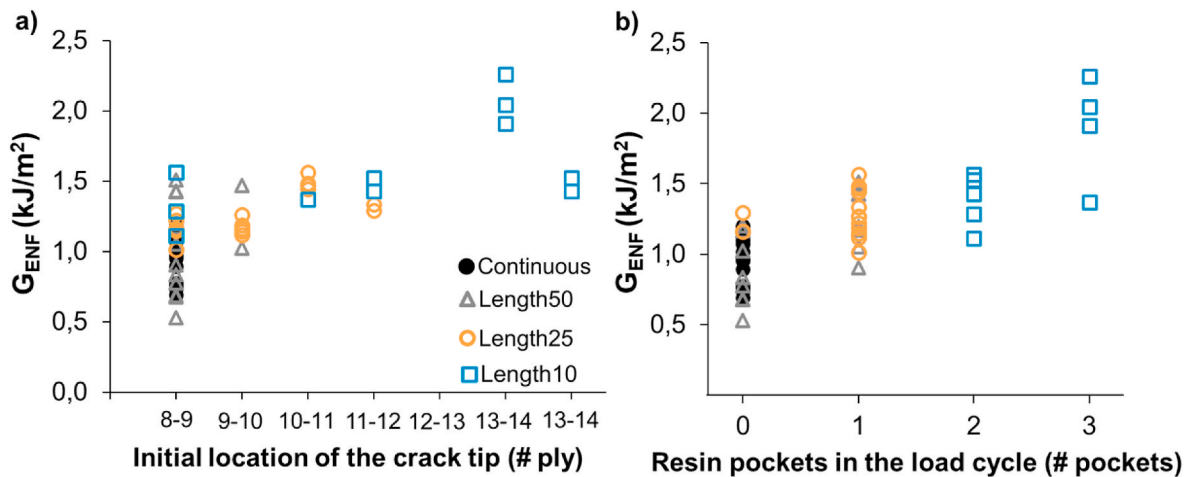 a)
2,5
2,0
1,5
1,0
0,5
0,0
G_ENF (kJ/m²)
Continuous
Length50
Length25
Length10
8-9 9-10 10-11 11-12 12-13 13-14 13-14
Initial location of the crack tip (# ply)
b)
2,5
2,0
1,5
1,0
0,5
G_ENF (kJ/m²)
0 1 2 3
Resin pockets in the load cycle (# pockets)